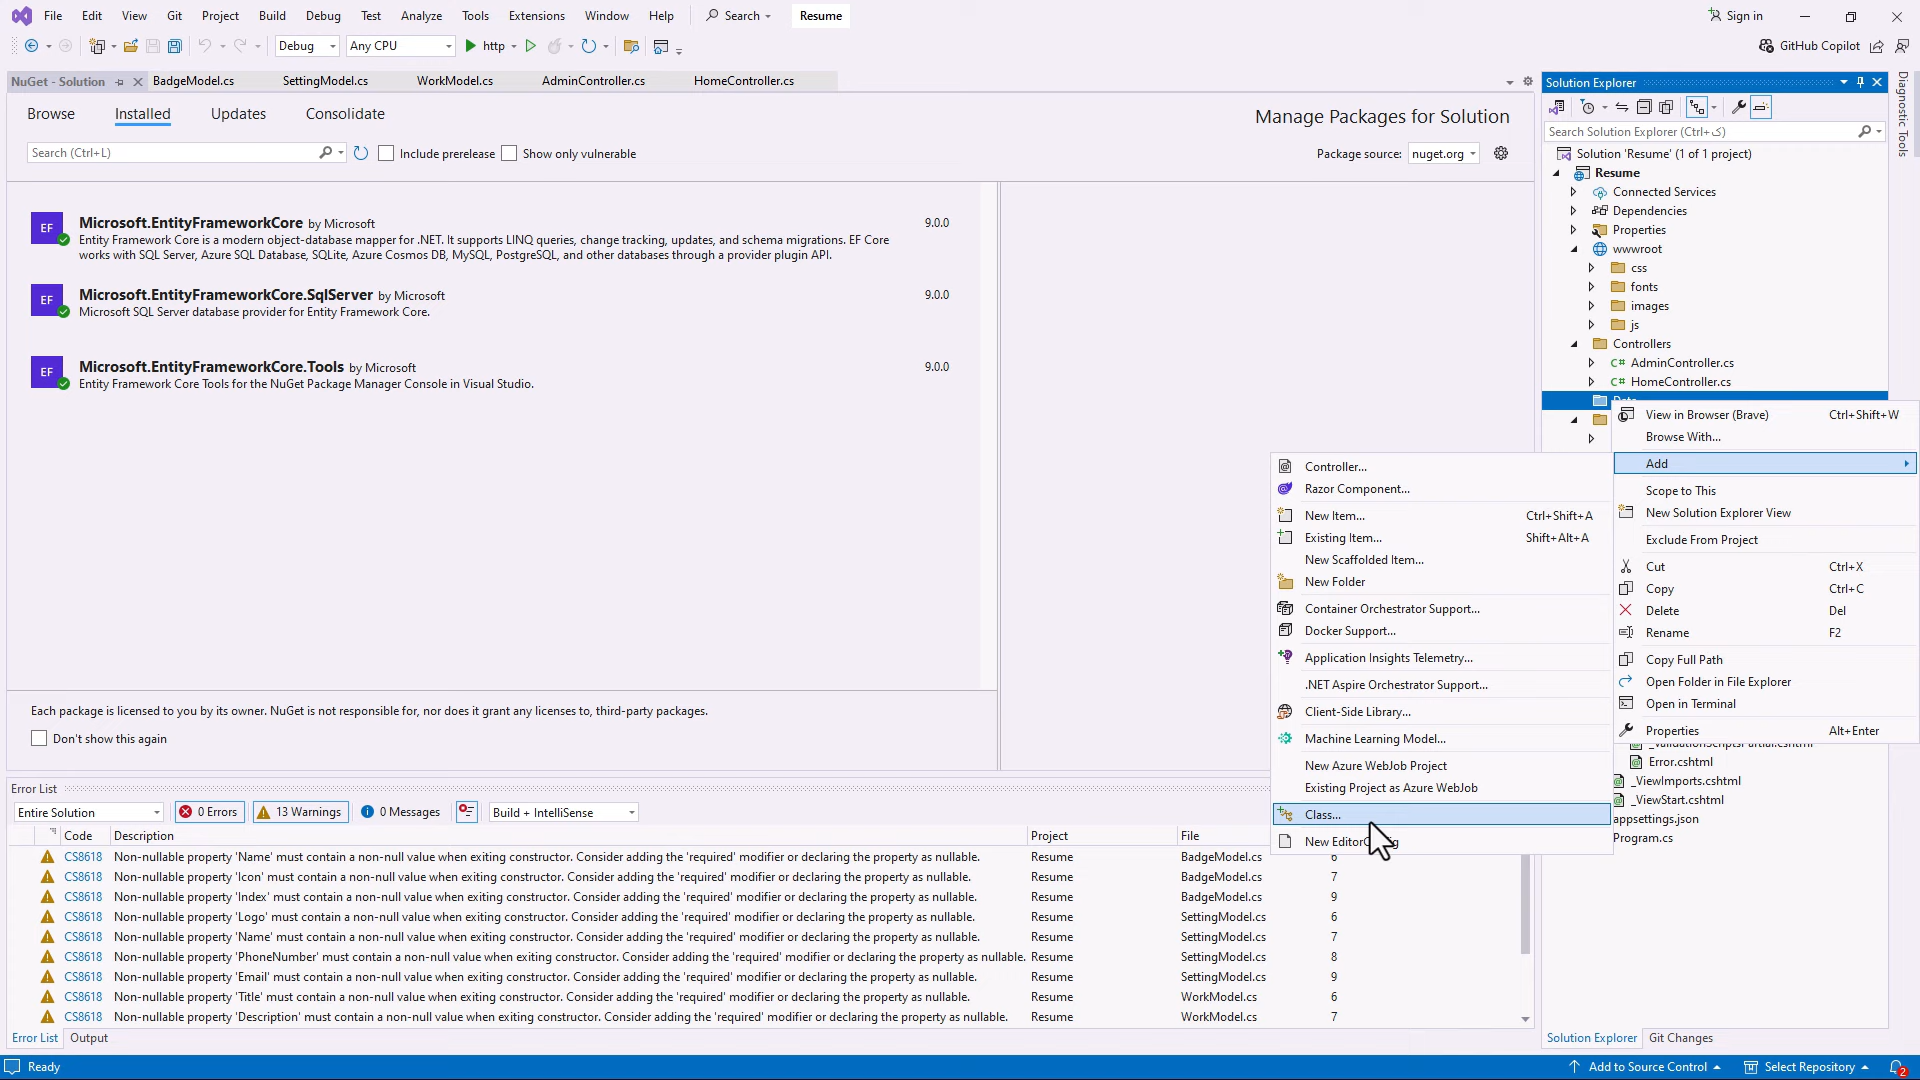 File Edit View Git Project Build Debug Test Analyze Tools Extensions Window Help Search Resume Sign in
Debug Any CPU http GitHub Copilot
NuGet - Solution BadgeModel.cs SettingModel.cs WorkModel.cs AdminController.cs HomeController.cs
Browse Installed Updates Consolidate
Manage Packages for Solution
Search (Ctrl+L) Include prerelease Show only vulnerable
Package source: nuget.org
Microsoft.EntityFrameworkCore by Microsoft 9.0.0
EF
Entity Framework Core is a modern object-database mapper for .NET. It supports LINQ queries, change tracking, updates, and schema migrations. EF Core
works with SQL Server, Azure SQL Database, SQLite, Azure Cosmos DB, MySQL, PostgreSQL, and other databases through a provider plugin API.
Microsoft.EntityFrameworkCore.SqlServer by Microsoft 9.0.0
EF
Microsoft SQL Server database provider for Entity Framework Core.
Microsoft.EntityFrameworkCore.Tools by Microsoft 9.0.0
EF
Entity Framework Core Tools for the NuGet Package Manager Console in Visual Studio.
Each package is licensed to you by its owner. NuGet is not responsible for, nor does it grant any licenses to, third-party packages.
Don't show this again
Solution Explorer
Search Solution Explorer (Ctrl+ک)
Solution 'Resume' (1 of 1 project)
Resume
Connected Services
Dependencies
Properties
wwwroot
css
fonts
images
js
Controllers
C# AdminController.cs
C# HomeController.cs
Error.cshtml
_ViewImports.cshtml
_ViewStart.cshtml
appsettings.json
Program.cs
Diagnostic Tools
View in Browser (Brave) Ctrl+Shift+W
Browse With...
Add
Scope to This
New Solution Explorer View
Exclude From Project
Cut Ctrl+X
Copy Ctrl+C
Delete Del
Rename F2
Copy Full Path
Open Folder in File Explorer
Open in Terminal
Properties Alt+Enter
Controller...
Razor Component...
New Item... Ctrl+Shift+A
Existing Item... Shift+Alt+A
New Scaffolded Item...
New Folder
Container Orchestrator Support...
Docker Support...
Application Insights Telemetry...
.NET Aspire Orchestrator Support...
Client-Side Library...
Machine Learning Model...
New Azure WebJob Project
Existing Project as Azure WebJob
Class...
New
Error List
Entire Solution 0 Errors 13 Warnings 0 Messages Build + IntelliSense
Code Description Project File
CS8618 Non-nullable property 'Name' must contain a non-null value when exiting constructor. Consider adding the 'required' modifier or declaring the property as nullable. Resume BadgeModel.cs 6
CS8618 Non-nullable property 'Icon' must contain a non-null value when exiting constructor. Consider adding the 'required' modifier or declaring the property as nullable. Resume BadgeModel.cs 7
CS8618 Non-nullable property 'Index' must contain a non-null value when exiting constructor. Consider adding the 'required' modifier or declaring the property as nullable. Resume BadgeModel.cs 9
CS8618 Non-nullable property 'Logo' must contain a non-null value when exiting constructor. Consider adding the 'required' modifier or declaring the property as nullable. Resume SettingModel.cs 6
CS8618 Non-nullable property 'Name' must contain a non-null value when exiting constructor. Consider adding the 'required' modifier or declaring the property as nullable. Resume SettingModel.cs 7
CS8618 Non-nullable property 'PhoneNumber' must contain a non-null value when exiting constructor. Consider adding the 'required' modifier or declaring the property as nullable. Resume SettingModel.cs 8
CS8618 Non-nullable property 'Email' must contain a non-null value when exiting constructor. Consider adding the 'required' modifier or declaring the property as nullable. Resume SettingModel.cs 9
CS8618 Non-nullable property 'Title' must contain a non-null value when exiting constructor. Consider adding the 'required' modifier or declaring the property as nullable. Resume WorkModel.cs 6
CS8618 Non-nullable property 'Description' must contain a non-null value when exiting constructor. Consider adding the 'required' modifier or declaring the property as nullable. Resume WorkModel.cs 7
Error List Output
Solution Explorer Git Changes
Ready Add to Source Control Select Repository 2